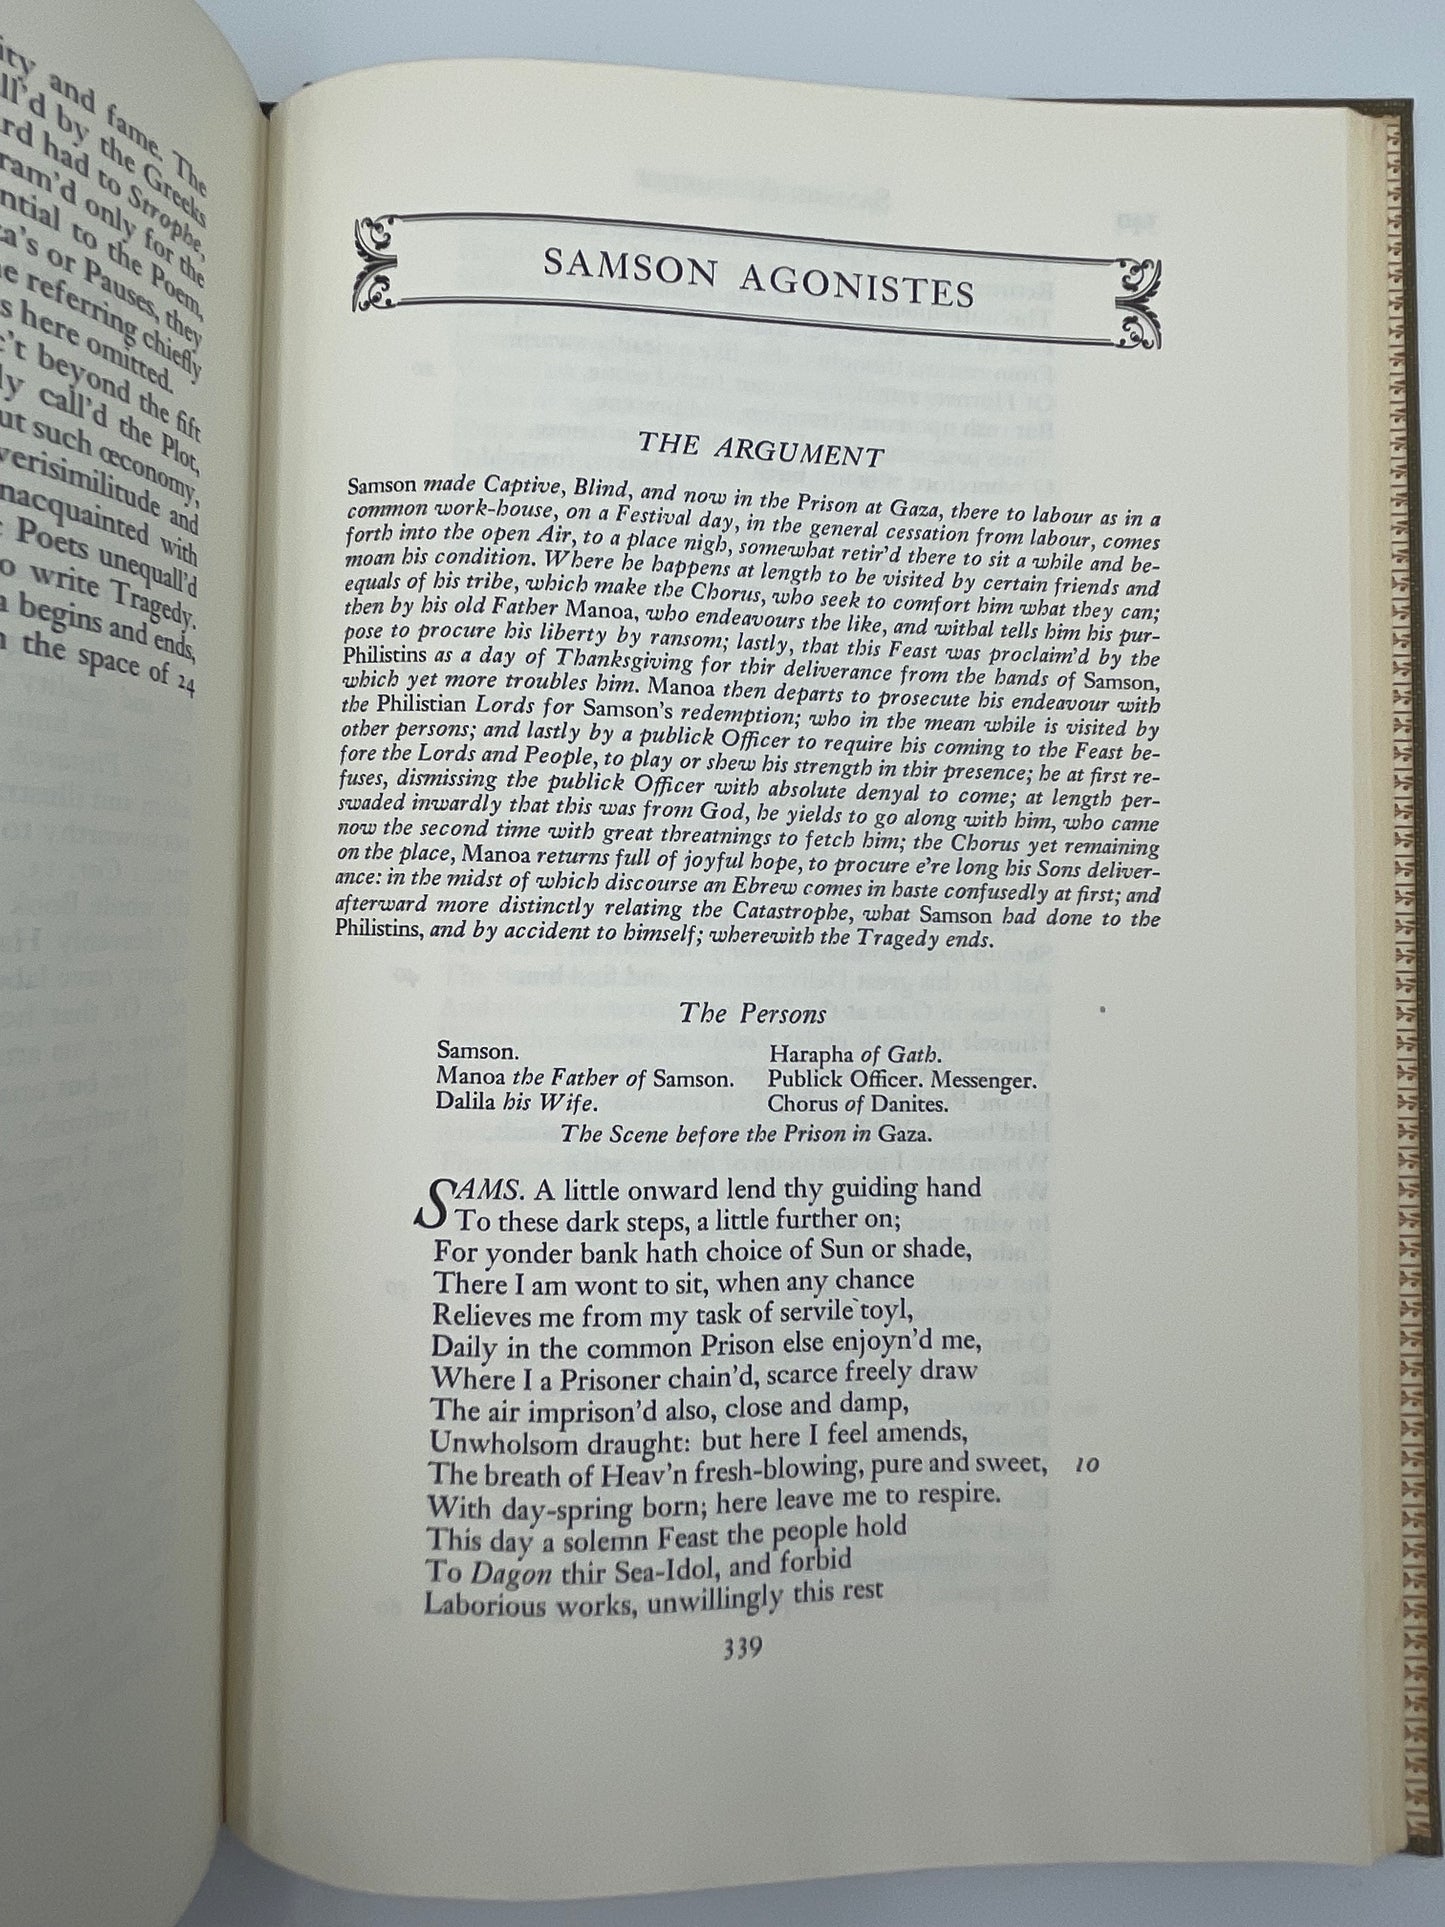 ity and fame. The
ll'd by the Greeks
rd had to Strophe,
ram'd only for the
ntial to the Poem,
a's or Pauses, they
e referring chiefly
s here omitted.
't beyond the fift
ly call'd the Plot,
ut such œconomy,
verisimilitude and
nacquainted with
Poets unequall'd
o write Tragedy.
begins and ends,
the space of 24
SAMSON AGONISTES
THE ARGUMENT
Samson made Captive, Blind, and now in the Prison at Gaza, there to labour as in a
common work-house, on a Festival day, in the general cessation from labour, comes
forth into the open Air, to a place nigh, somewhat retir'd there to sit a while and be-
moan his condition. Where he happens at length to be visited by certain friends and
equals of his tribe, which make the Chorus, who seek to comfort him what they can;
then by his old Father Manoa, who endeavours the like, and withal tells him his pur-
pose to procure his liberty by ransom; lastly, that this Feast was proclaim'd by the
Philistins as a day of Thanksgiving for thir deliverance from the hands of Samson,
which yet more troubles him. Manoa then departs to prosecute his endeavour with
the Philistian Lords for Samson's redemption; who in the mean while is visited by
other persons; and lastly by a publick Officer to require his coming to the Feast be-
fore the Lords and People, to play or shew his strength in thir presence; he at first re-
fuses, dismissing the publick Officer with absolute denyal to come; at length per-
swaded inwardly that this was from God, he yields to go along with him, who came
now the second time with great threatnings to fetch him; the Chorus yet remaining
on the place, Manoa returns full of joyful hope, to procure e're long his Sons deliver-
ance: in the midst of which discourse an Ebrew comes in haste confusedly at first; and
afterward more distinctly relating the Catastrophe, what Samson had done to the
Philistins, and by accident to himself; wherewith the Tragedy ends.
The Persons
Samson.
Manoa the Father of Samson.
Dalila his Wife.
Harapha of Gath.
Publick Officer. Messenger.
Chorus of Danites.
The Scene before the Prison in Gaza.
SAMS. A little onward lend thy guiding hand
To these dark steps, a little further on;
For yonder bank hath choice of Sun or shade,
There I am wont to sit, when any chance
Relieves me from my task of servile toyl,
Daily in the common Prison else enjoyn'd me,
Where I a Prisoner chain'd, scarce freely draw
The air imprison'd also, close and damp,
Unwholsom draught: but here I feel amends,
The breath of Heav'n fresh-blowing, pure and sweet, 10
With day-spring born; here leave me to respire.
This day a solemn Feast the people hold
To Dagon thir Sea-Idol, and forbid
Laborious works, unwillingly this rest
339